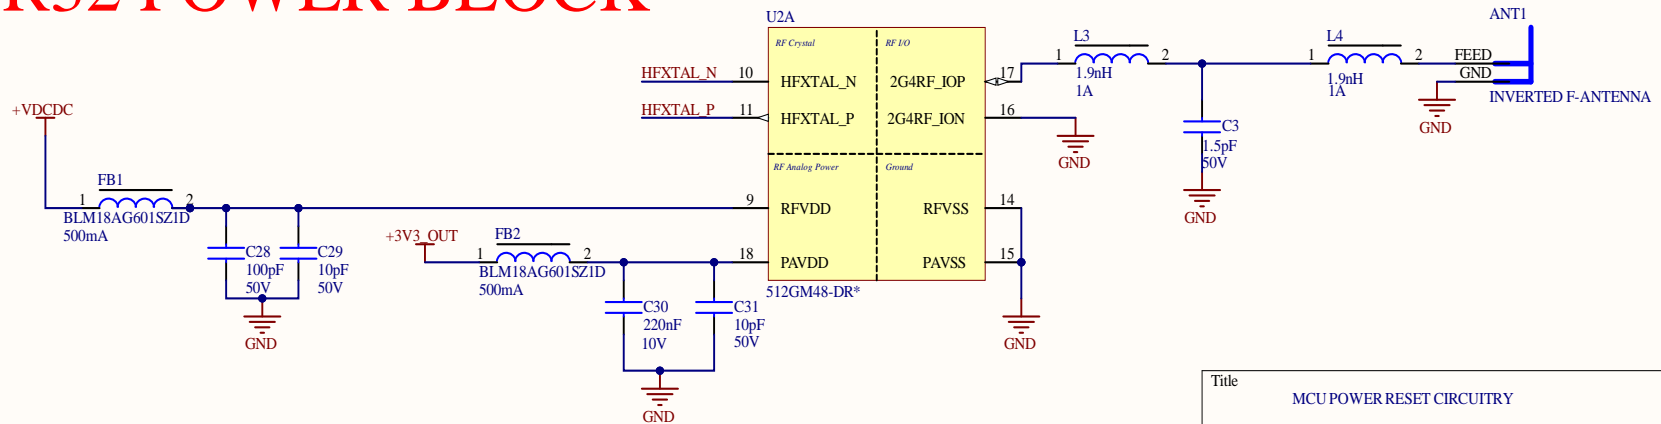 R32 POWER BLOCK
U2A
ANT1
RF Crystal
RF I/O
L3
L4
1
2
1
2
FEED
HFXTAL_N
10
HFXTAL_N
2G4RF_IOP
17
1.9nH
1A
1.9nH
1A
GND
INVERTED F-ANTENNA
GND
+VDCDC
HFXTAL_P
11
HFXTAL_P
2G4RF_ION
16
GND
C3
1.5pF
50V
GND
RF Analog Power
Ground
FB1
1
2
BLM18AG601SZ1D
500mA
9
RFVDD
RFVSS
14
C28
100pF
50V
C29
10pF
50V
GND
+3V3_OUT
FB2
1
2
BLM18AG601SZ1D
500mA
18
PAVDD
PAVSS
15
512GM48-DR*
C30
220nF
10V
C31
10pF
50V
GND
GND
Title
MCU POWER RESET CIRCUITRY